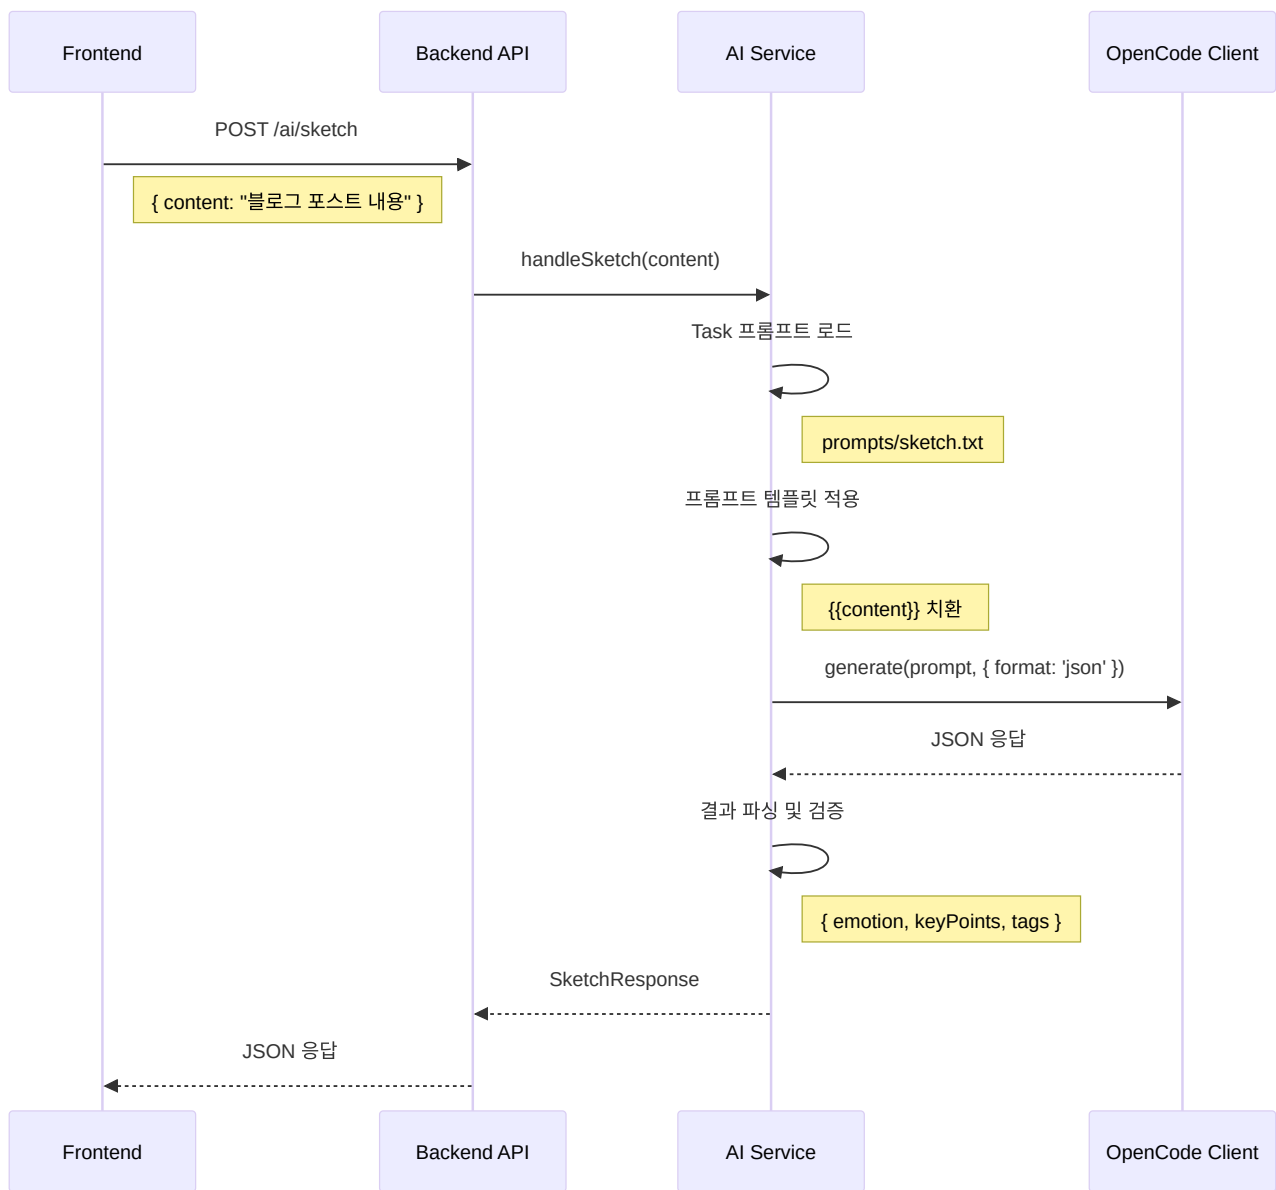 Frontend
Backend API
AI Service
OpenCode Client
POST /ai/sketch
{ content: "블로그 포스트 내용" }
handleSketch(content)
Task 프롬프트 로드
prompts/sketch.txt
프롬프트 템플릿 적용
{{content}} 치환
generate(prompt, { format: 'json' })
JSON 응답
결과 파싱 및 검증
{ emotion, keyPoints, tags }
SketchResponse
JSON 응답
Frontend
Backend API
AI Service
OpenCode Client